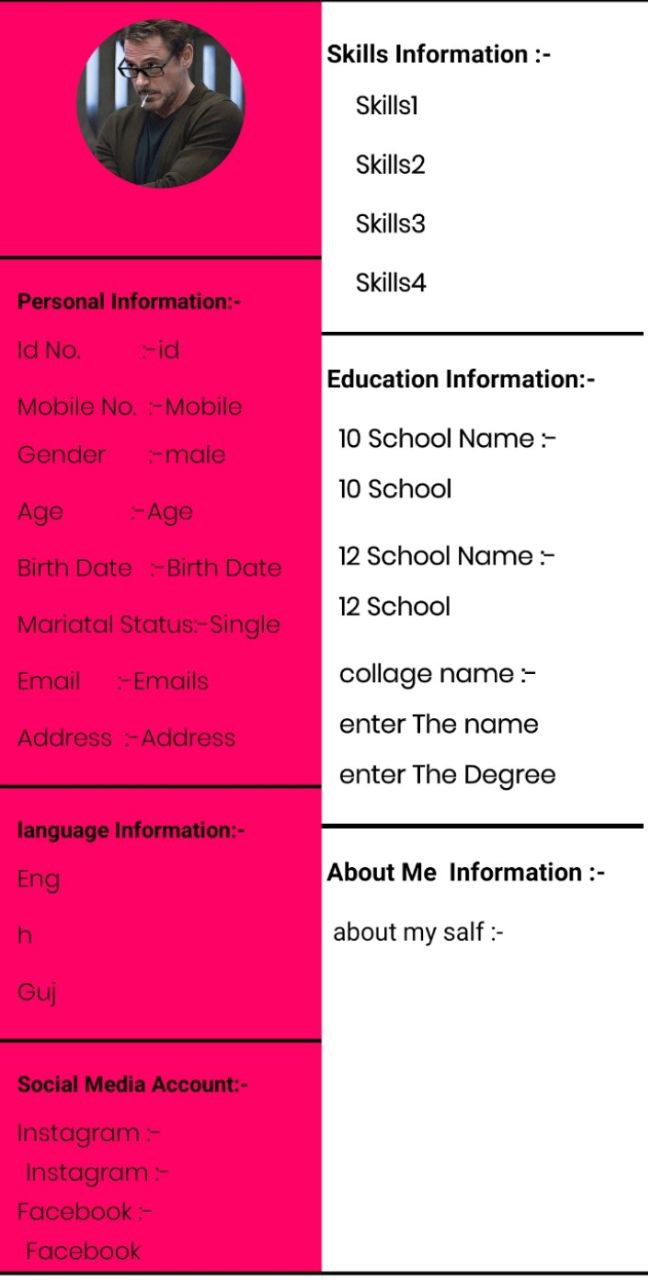 Personal Information:-
Id No. :-id
Mobile No. :-Mobile
Gender :-male
Age :-Age
Birth Date :-Birth Date
Mariatal Status:-Single
Email :-Emails
Address :-Address
language Information:-
Eng
h
Guj
Social Media Account:-
Instagram :-
Instagram :-
Facebook :-
Facebook
Skills Information :-
Skills1
Skills2
Skills3
Skills4
Education Information:-
10 School Name :-
10 School
12 School Name :-
12 School
collage name :-
enter The name
enter The Degree
About Me Information :-
about my salf :-